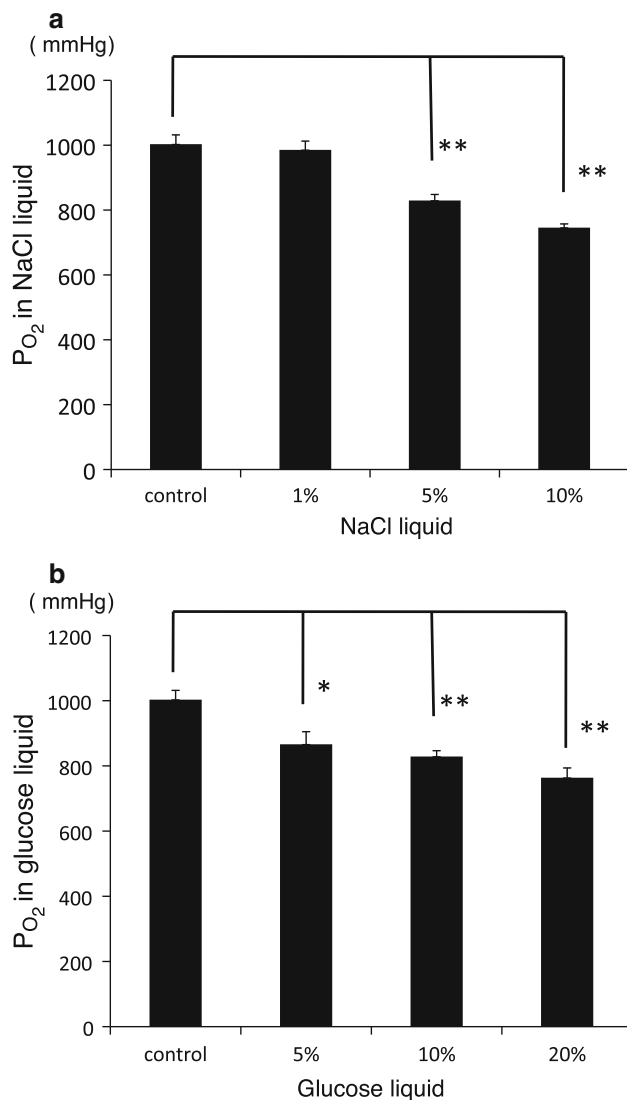 a
( mmHg)
1200
1000
800
600
400
200
0
PO2 in NaCl liquid
**
**
control 1% 5% 10%
NaCl liquid
b
( mmHg)
1200
1000
800
600
400
200
0
PO2 in glucose liquid
*
**
**
control 5% 10% 20%
Glucose liquid